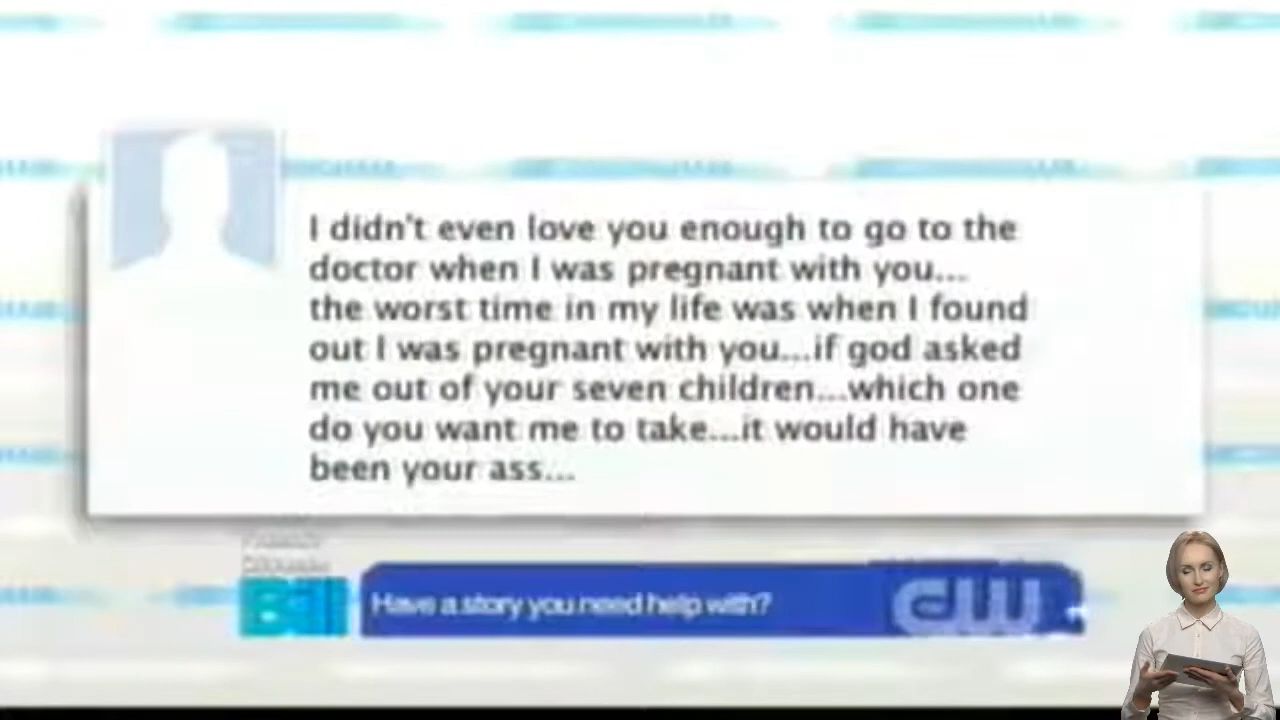 I didn't even love you enough to go to the
doctor when I was pregnant with you...
the worst time in my life was when I found
out I was pregnant with you...if god asked
me out of your seven children...which one
do you want me to take...it would have
been your ass...
Bill
Have a story you need help with?
CW